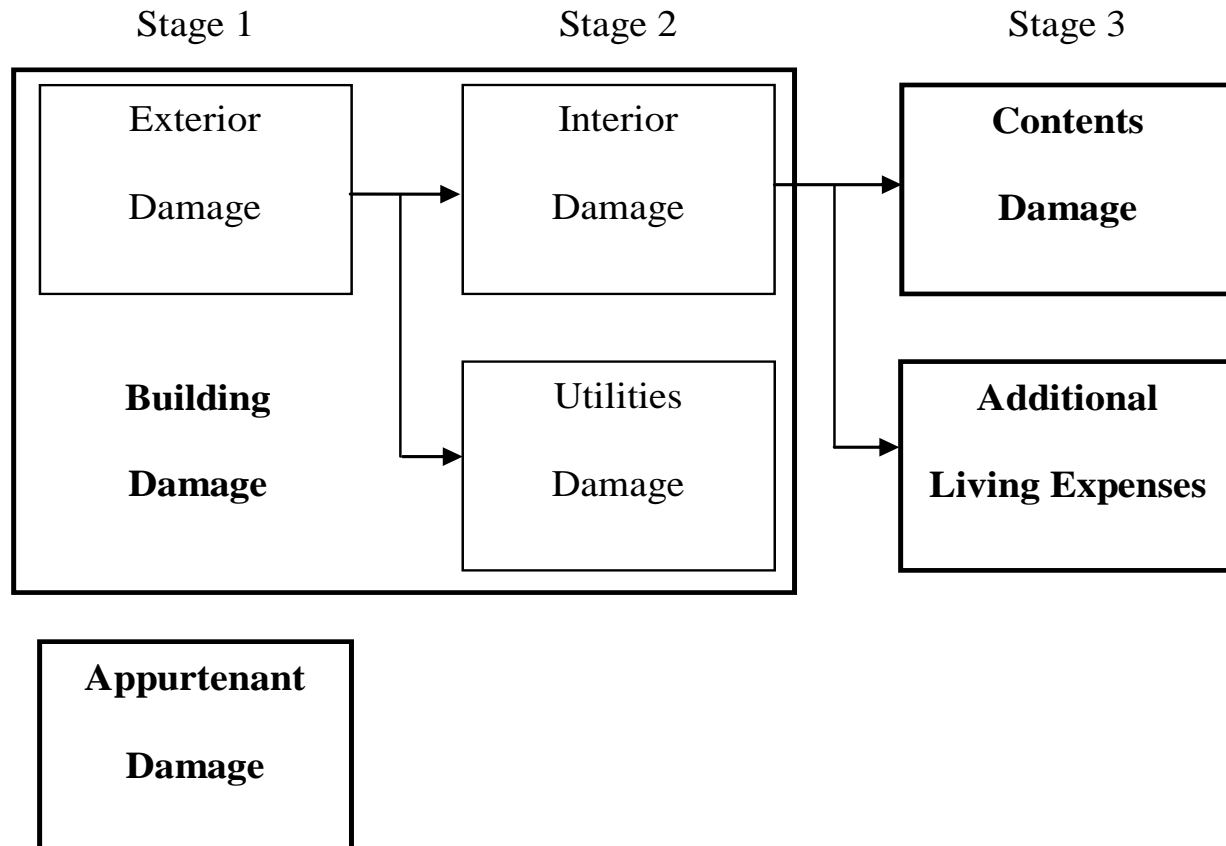 Stage 1
Stage 2
Stage 3
Exterior
Damage
Interior
Damage
Contents
Damage
Building
Damage
Utilities
Damage
Additional
Living Expenses
Appurtenant
Damage